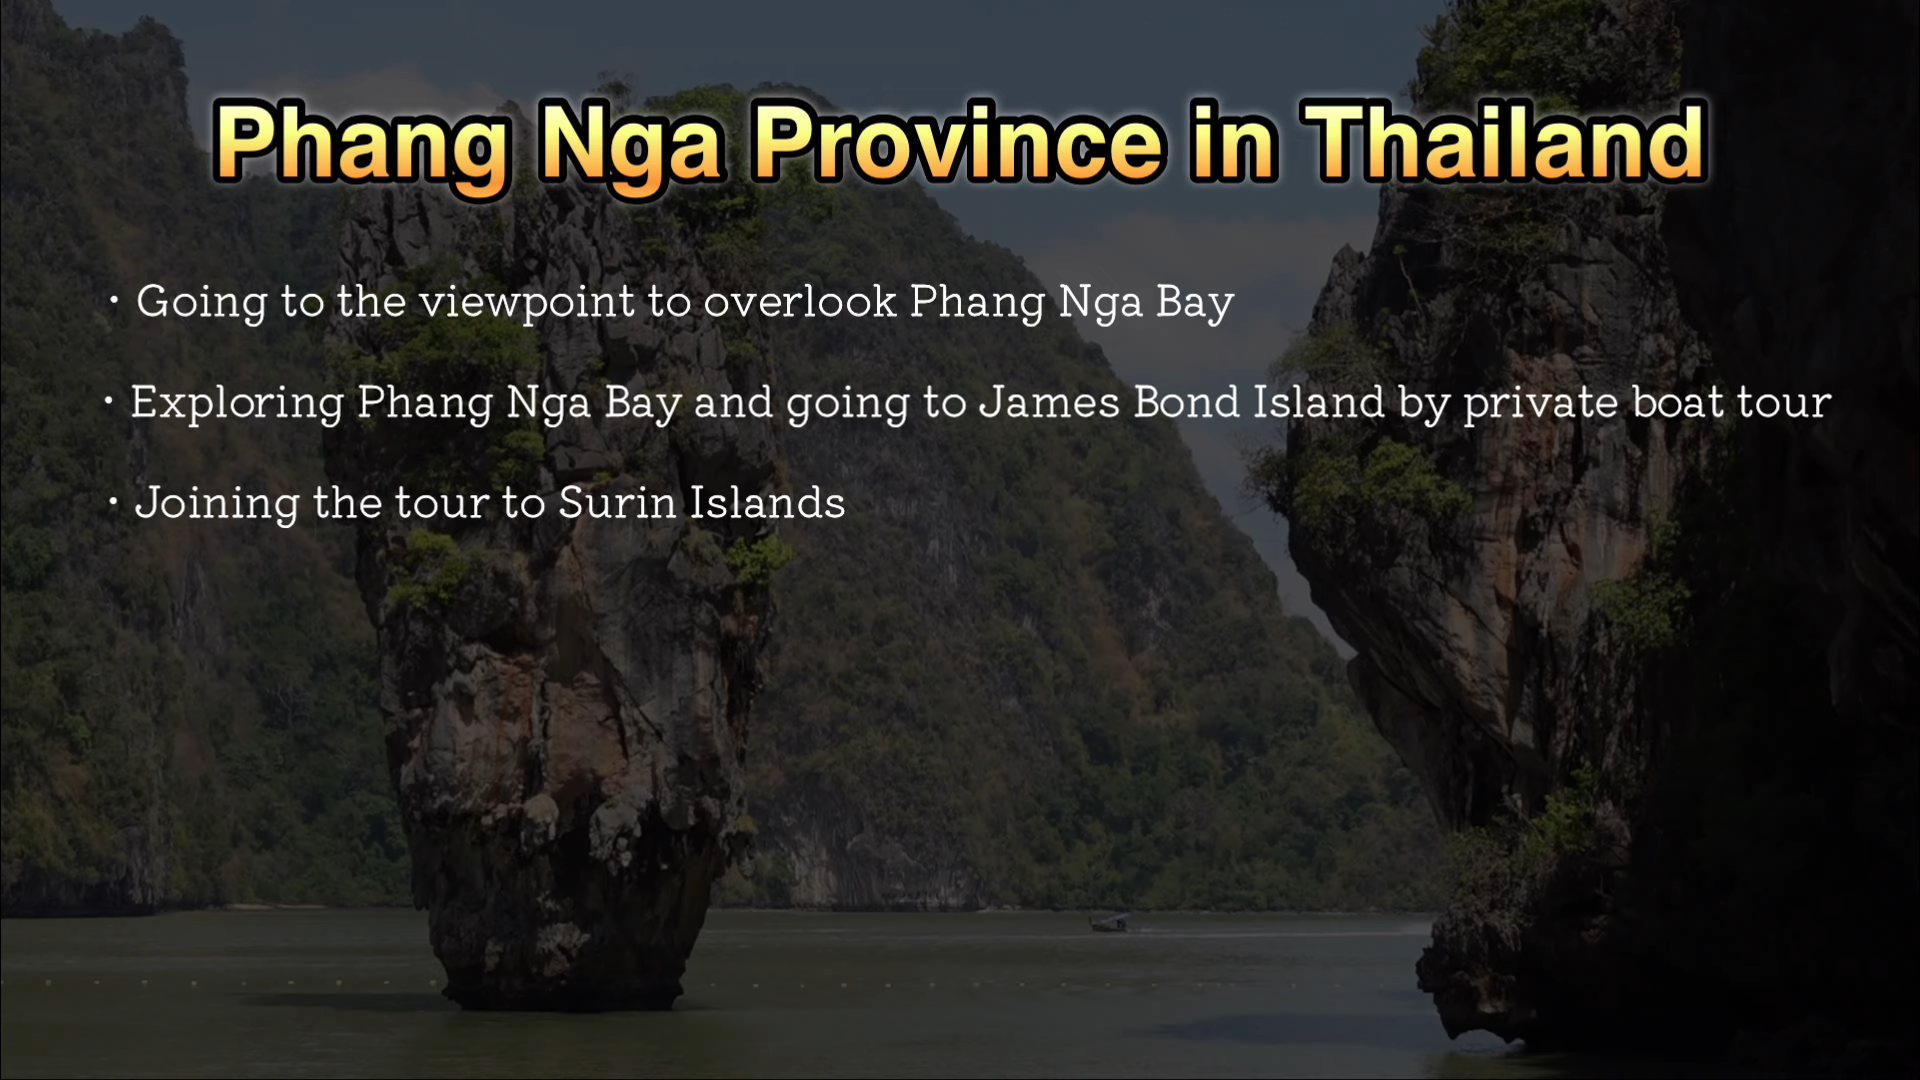 Phang Nga Province in Thailand
・Going to the viewpoint to overlook Phang Nga Bay
・Exploring Phang Nga Bay and going to James Bond Island by private boat tour
・Joining the tour to Surin Islands